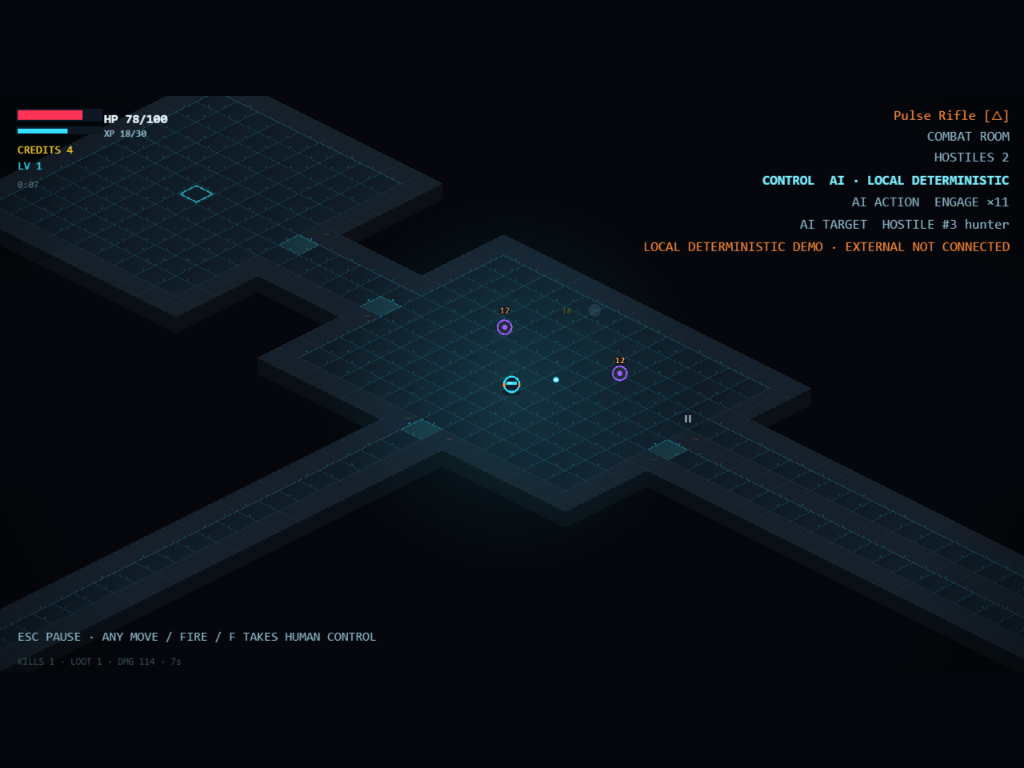 HP 78/100
XP 18/30
CREDITS 4
LV 1
0:07
Pulse Rifle [△]
COMBAT ROOM
HOSTILES 2
CONTROL AI · LOCAL DETERMINISTIC
AI ACTION ENGAGE ×11
AI TARGET HOSTILE #3 hunter
LOCAL DETERMINISTIC DEMO · EXTERNAL NOT CONNECTED
12
18
12
ESC PAUSE · ANY MOVE / FIRE / F TAKES HUMAN CONTROL
KILLS 1 · LOOT 1 · DMG 114 · 7s